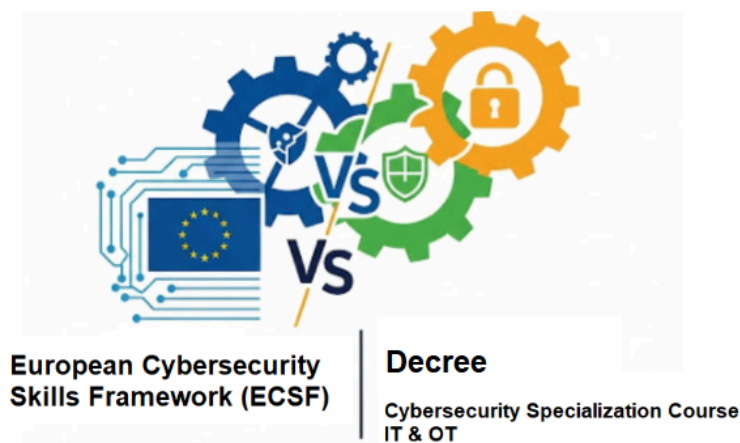 VS
VS
European Cybersecurity
Skills Framework (ECSF)
Decree
Cybersecurity Specialization Course
IT & OT